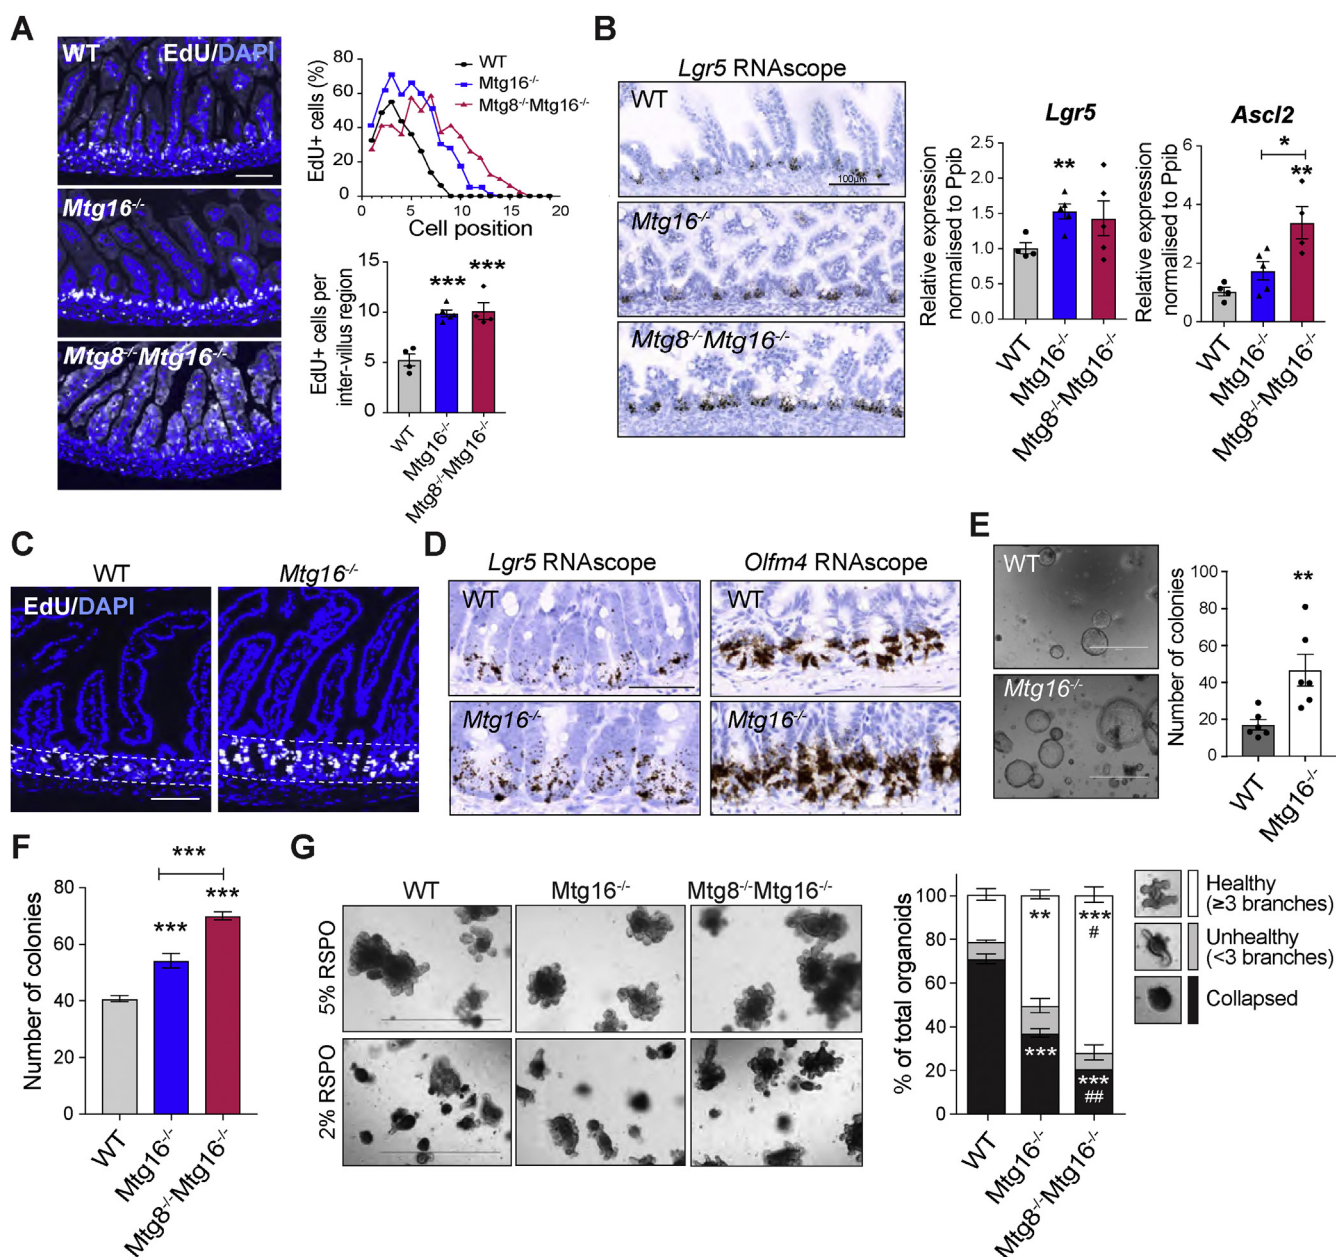 A
WT
EdU/DAPI
Mtg16-/-
Mtg8-/-Mtg16-/-
EdU+ cells (%)
80
60
40
20
0
0
5
10
15
20
Cell position
WT
Mtg16-/-
Mtg8-/-Mtg16-/-
EdU+ cells per
inter-villus region
15
10
5
0
***
***
WT
Mtg16-/-
Mtg8-/-Mtg16-/-
B
Lgr5 RNAscope
WT
100µm
Mtg16-/-
Mtg8-/-Mtg16-/-
Lgr5
Relative expression
normalised to Ppib
2.5
2.0
1.5
1.0
0.5
0.0
**
WT
Mtg16-/-
Mtg8-/-Mtg16-/-
Ascl2
Relative expression
normalised to Ppib
6
4
2
0
*
**
WT
Mtg16-/-
Mtg8-/-Mtg16-/-
C
WT
Mtg16-/-
EdU/DAPI
D
Lgr5 RNAscope
Olfm4 RNAscope
WT
WT
Mtg16-/-
Mtg16-/-
E
WT
Mtg16-/-
Number of colonies
100
80
60
40
20
0
**
WT
Mtg16-/-
F
Number of colonies
80
60
40
20
0
***
***
***
WT
Mtg16-/-
Mtg8-/-Mtg16-/-
G
WT
Mtg16-/-
Mtg8-/-Mtg16-/-
5% RSPO
2% RSPO
% of total organoids
100
80
60
40
20
0
**
***
#
***
***
##
WT
Mtg16-/-
Mtg8-/-Mtg16-/-
Healthy
(≥3 branches)
Unhealthy
(<3 branches)
Collapsed